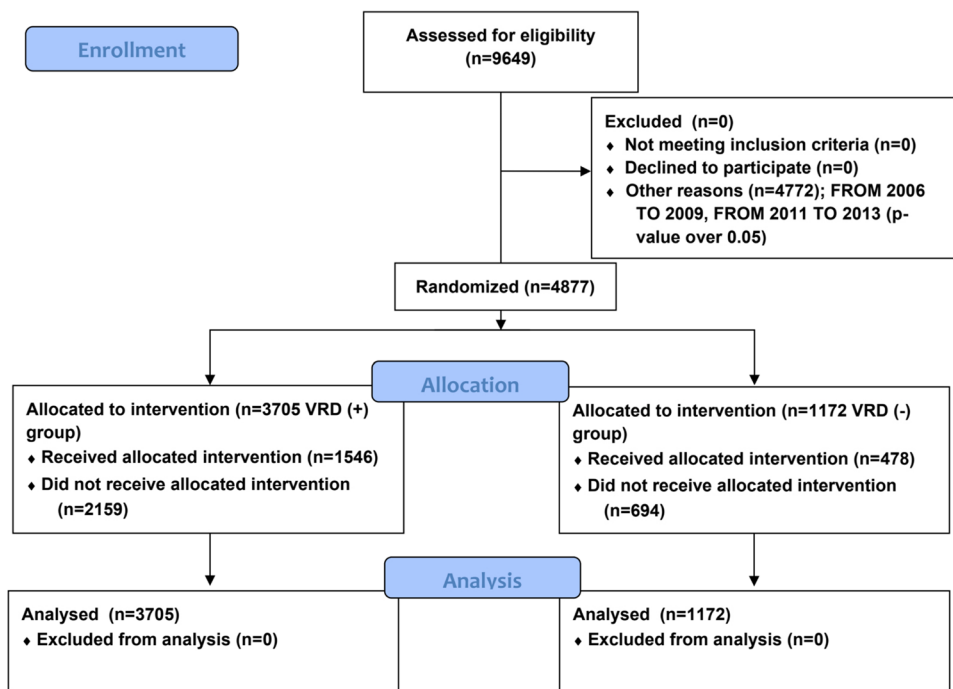 Enrollment
Assessed for eligibility
(n=9649)
Excluded (n=0)
♦ Not meeting inclusion criteria (n=0)
♦ Declined to participate (n=0)
♦ Other reasons (n=4772); FROM 2006
TO 2009, FROM 2011 TO 2013 (p-
value over 0.05)
Randomized (n=4877)
Allocation
Allocated to intervention (n=3705 VRD (+)
group)
♦ Received allocated intervention (n=1546)
♦ Did not receive allocated intervention
(n=2159)
Allocated to intervention (n=1172 VRD (-)
group)
♦ Received allocated intervention (n=478)
♦ Did not receive allocated intervention
(n=694)
Analysis
Analysed (n=3705)
♦ Excluded from analysis (n=0)
Analysed (n=1172)
♦ Excluded from analysis (n=0)